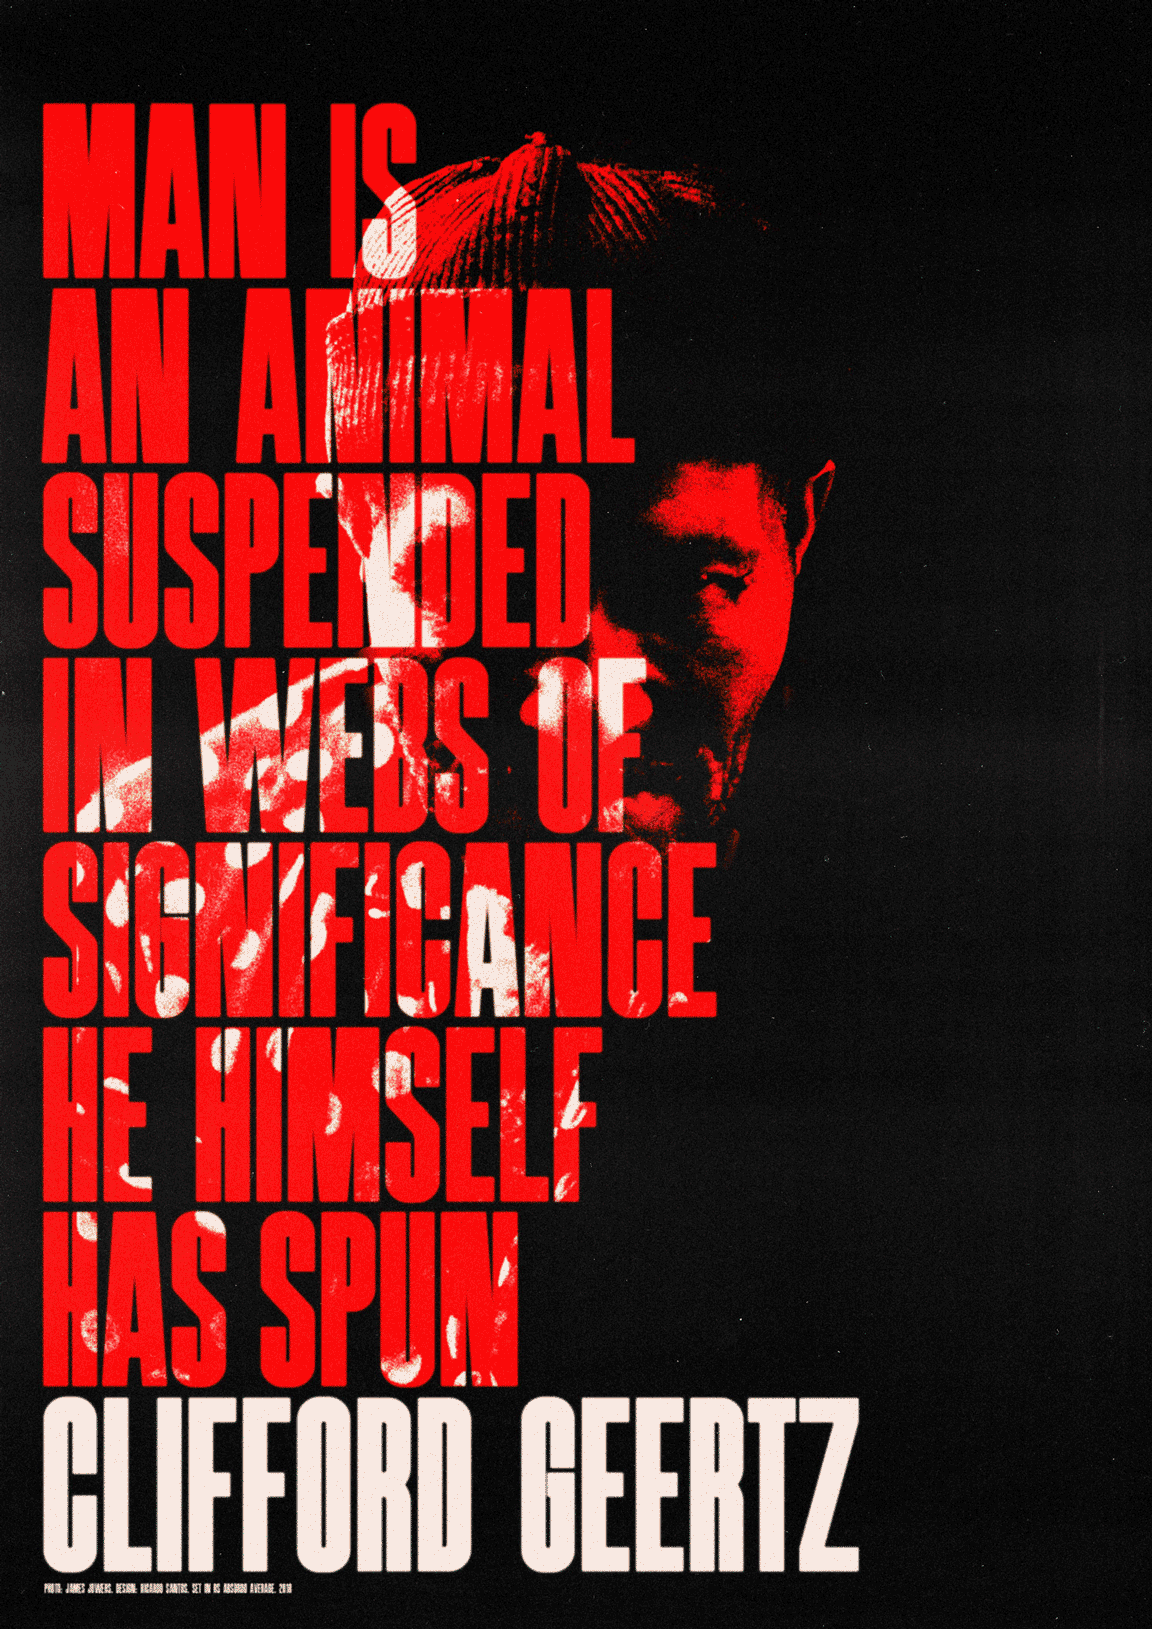 MAN IS
AN ANIMAL
SUSPENDED
IN WEBS OF
SIGNIFICANCE
HE HIMSELF
HAS SPUN
CLIFFORD GEERTZ
PHOTO: JAMES JOWERS. DESIGN: RICARDO SANTOS. SET IN RS ABSURDO AVERAGE. 2018